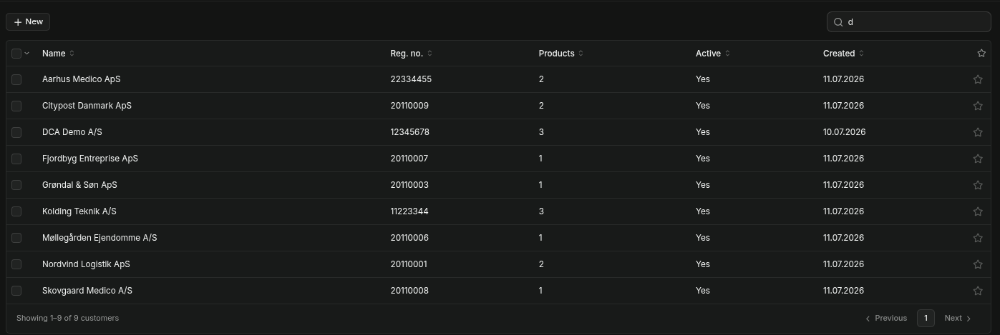 + New
d
Name Reg. no. Products Active Created
Aarhus Medico ApS 22334455 2 Yes 11.07.2026
Citypost Danmark ApS 20110009 2 Yes 11.07.2026
DCA Demo A/S 12345678 3 Yes 10.07.2026
Fjordbyg Entreprise ApS 20110007 1 Yes 11.07.2026
Grøndal & Søn ApS 20110003 1 Yes 11.07.2026
Kolding Teknik A/S 11223344 3 Yes 11.07.2026
Møllegården Ejendomme A/S 20110006 1 Yes 11.07.2026
Nordvind Logistik ApS 20110001 2 Yes 11.07.2026
Skovgaard Medico A/S 20110008 1 Yes 11.07.2026
Showing 1–9 of 9 customers Previous 1 Next